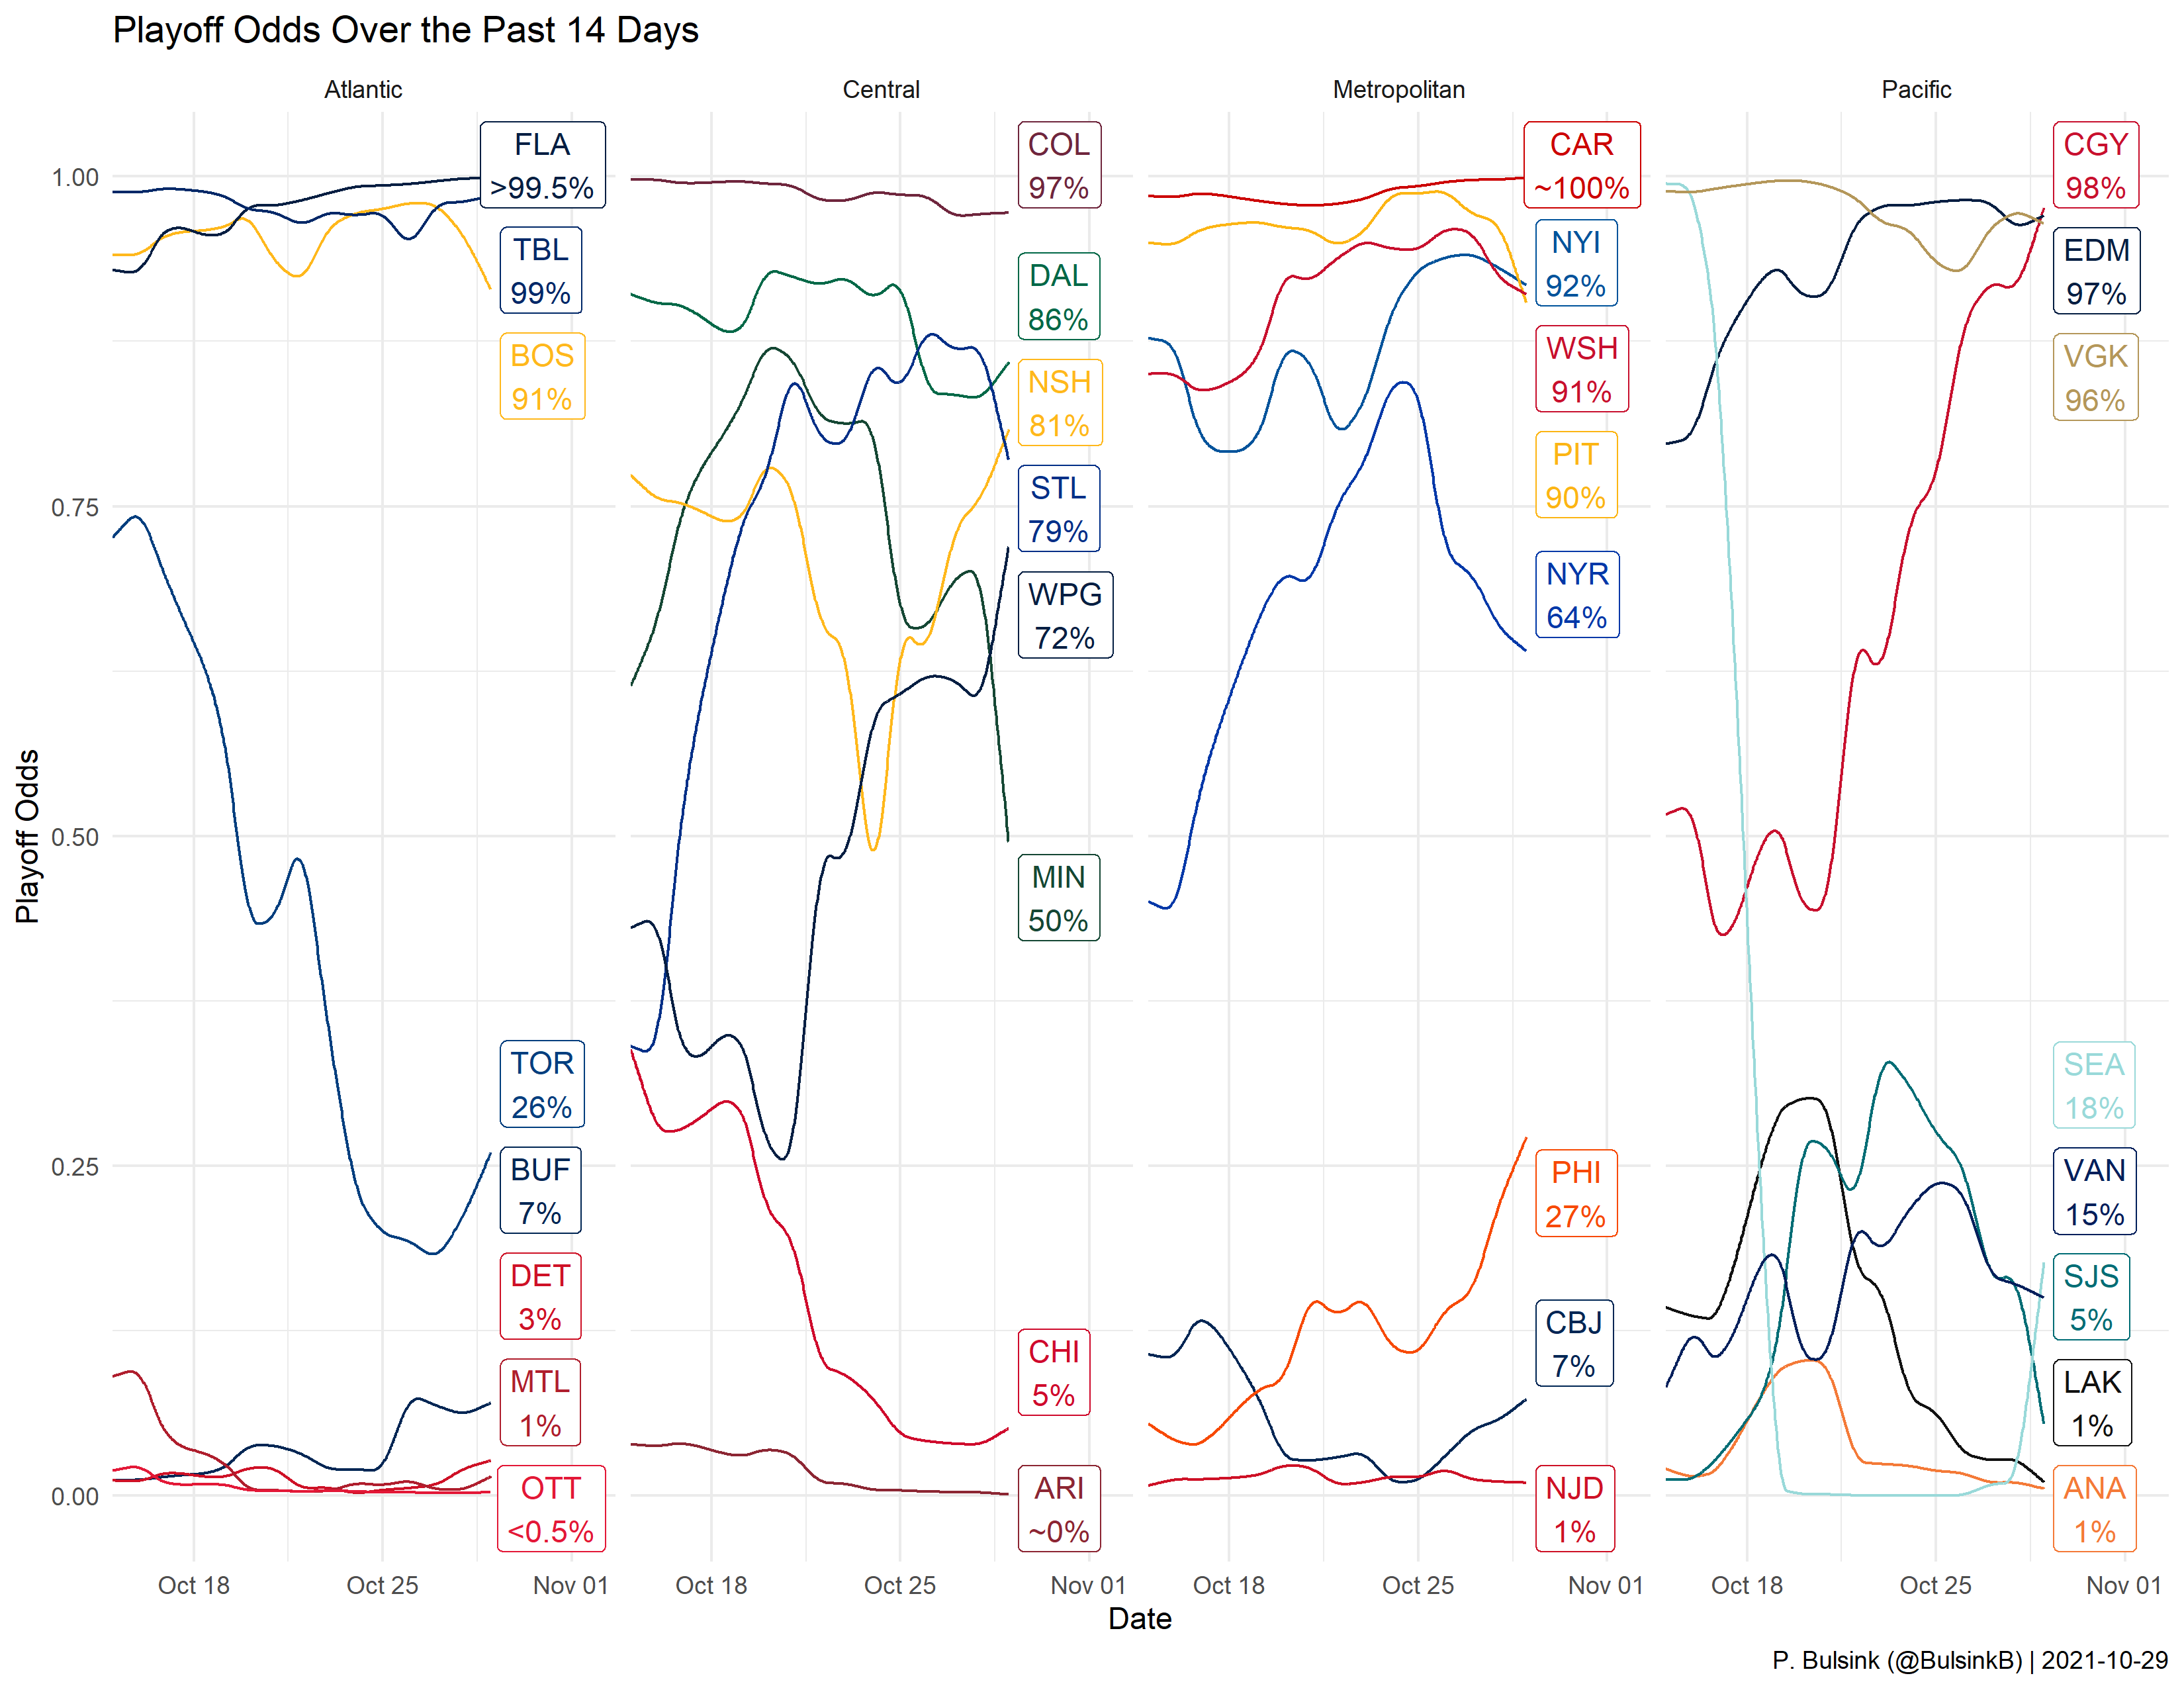 Playoff Odds Over the Past 14 Days
Atlantic
Central
Metropolitan
Pacific
Playoff Odds
1.00
0.75
0.50
0.25
0.00
FLA
>99.5%
TBL
99%
BOS
91%
TOR
26%
BUF
7%
DET
3%
MTL
1%
OTT
<0.5%
COL
97%
DAL
86%
NSH
81%
STL
79%
WPG
72%
MIN
50%
CHI
5%
ARI
~0%
CAR
~100%
NYI
92%
WSH
91%
PIT
90%
NYR
64%
PHI
27%
CBJ
7%
NJD
1%
CGY
98%
EDM
97%
VGK
96%
SEA
18%
VAN
15%
SJS
5%
LAK
1%
ANA
1%
Oct 18 Oct 25 Nov 01
Oct 18 Oct 25 Nov 01
Oct 18 Oct 25 Nov 01
Oct 18 Oct 25 Nov 01
Date
P. Bulsink (@BulsinkB) | 2021-10-29